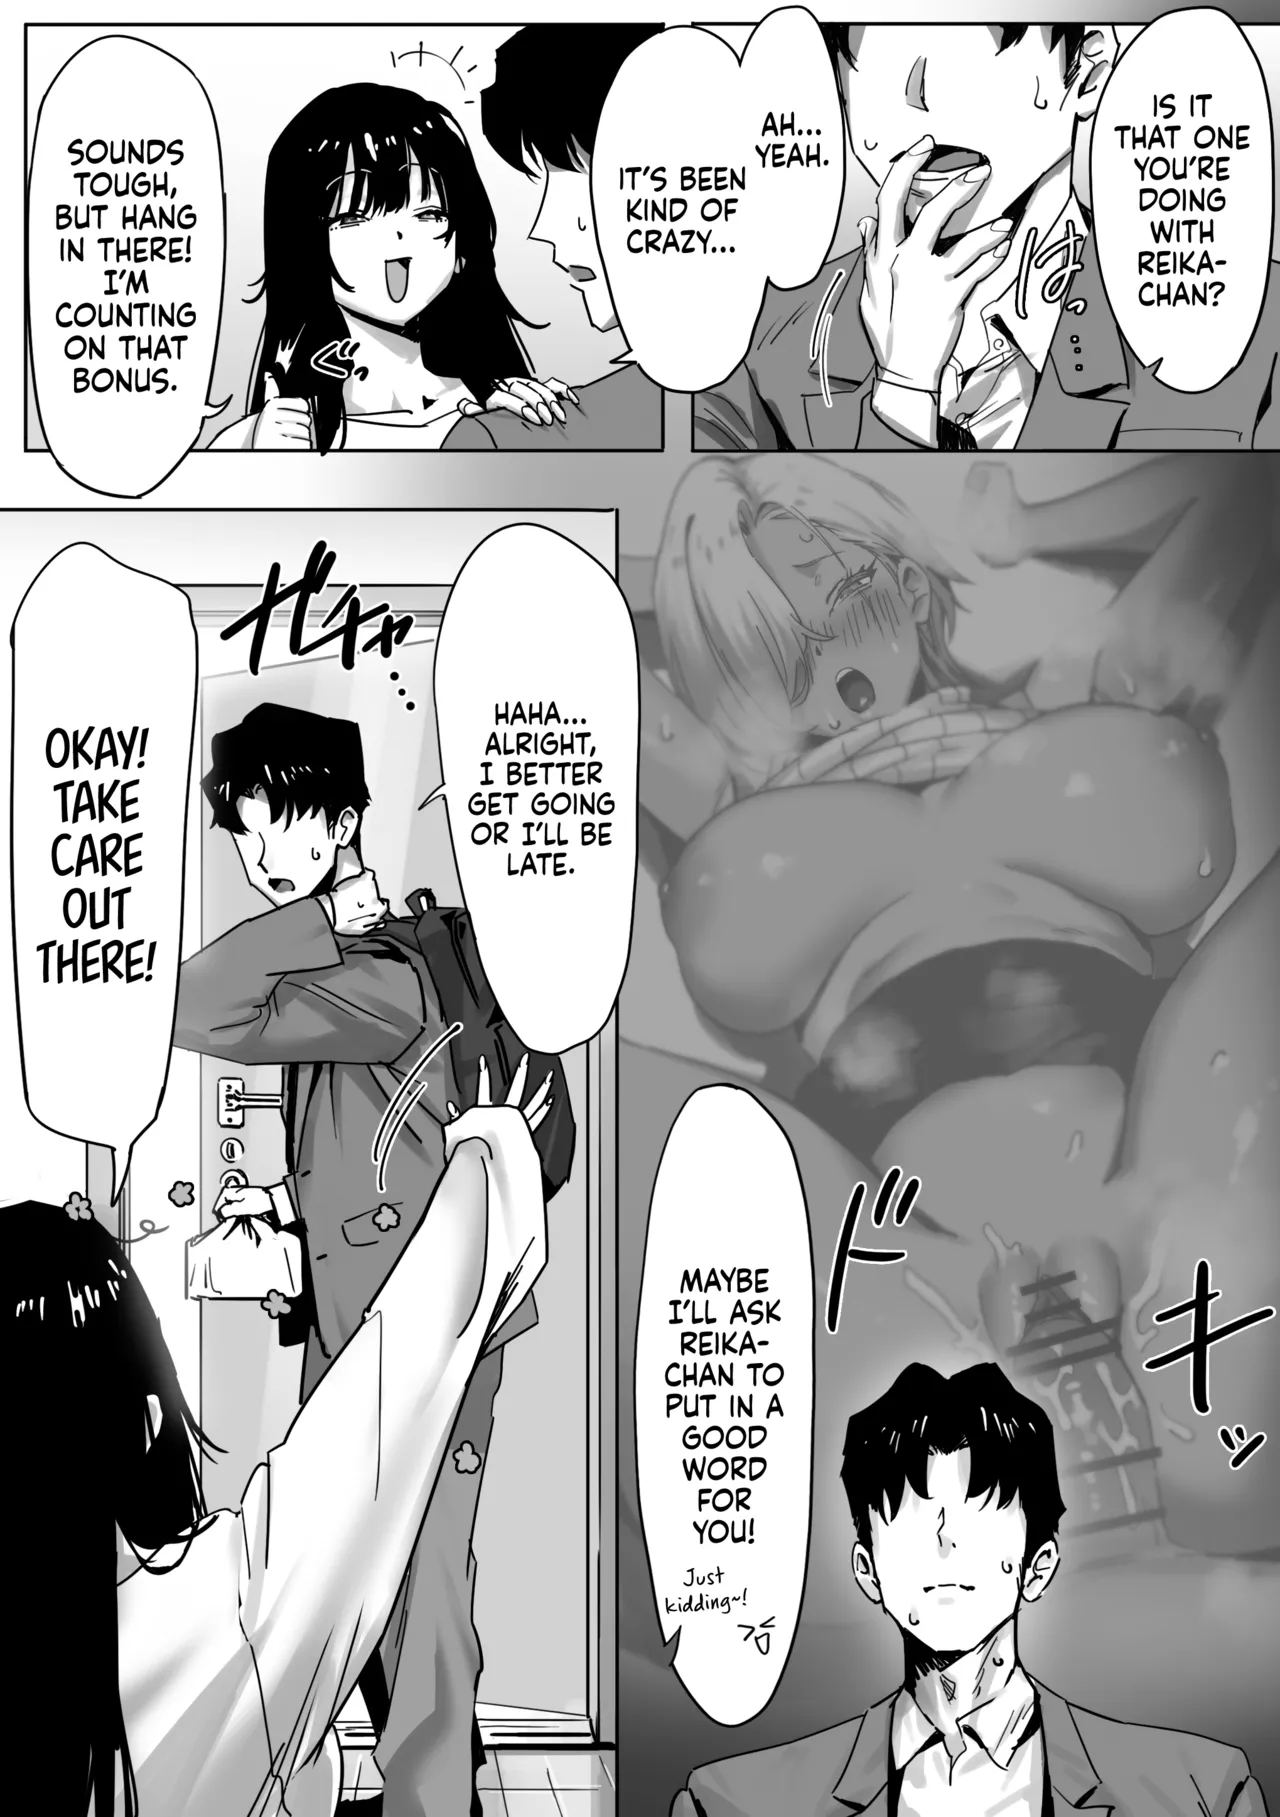 IS IT
THAT ONE
YOU'RE
DOING
WITH
REIKA-
CHAN?
はっ
AH...
YEAH.
IT'S BEEN
KIND OF
CRAZY...
SOUNDS
TOUGH,
BUT HANG
IN THERE!
I'M
COUNTING
ON THAT
BONUS.
ぐっ
MAYBE
I'LL ASK
REIKA-
CHAN TO
PUT IN A
GOOD
WORD
FOR
YOU!
Just
kidding~!
ドキッ
HAHA...
ALRIGHT,
I BETTER
GET GOING
OR I'LL BE
LATE.
ガチャ
OKAY!
TAKE
CARE
OUT
THERE!